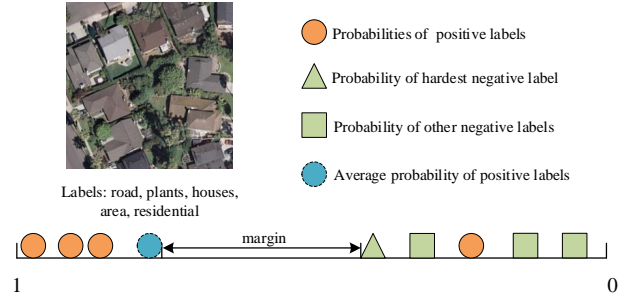 Probabilities of positive labels
Probability of hardest negative label
Probability of other negative labels
Average probability of positive labels
Labels: road, plants, houses,
area, residential
margin
1
0